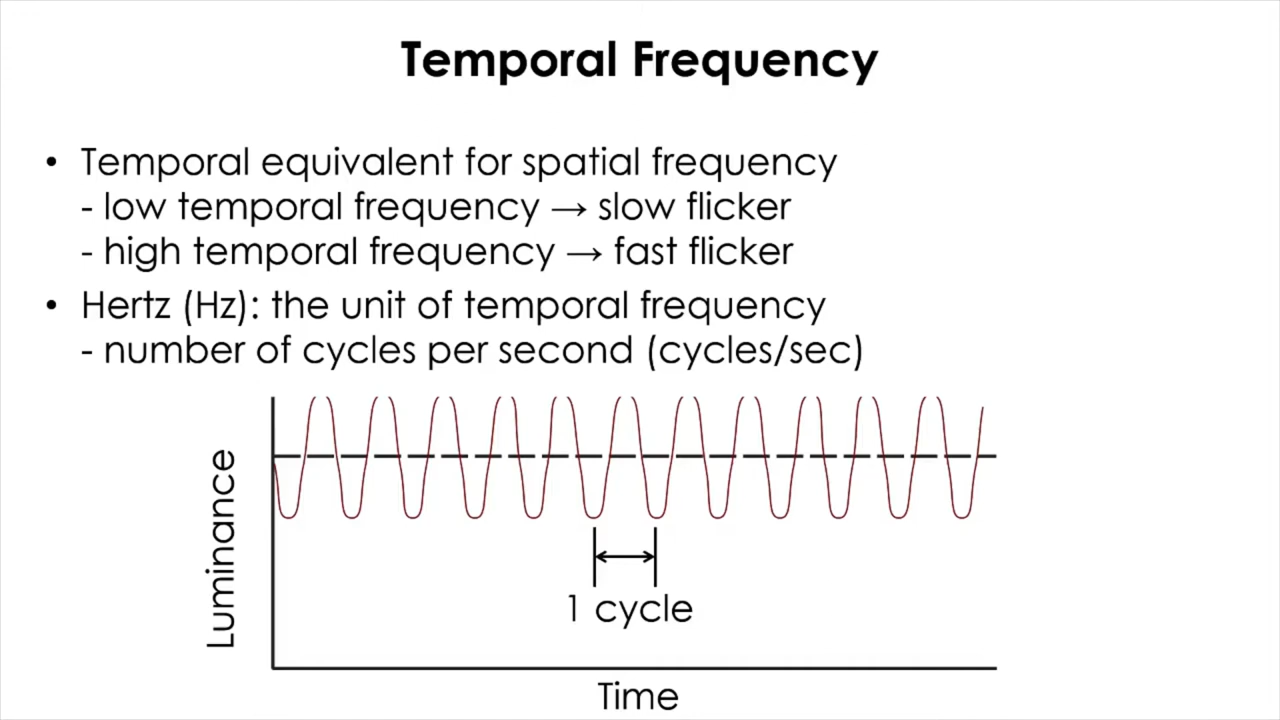 Temporal Frequency
• Temporal equivalent for spatial frequency
- low temporal frequency → slow flicker
- high temporal frequency → fast flicker
• Hertz (Hz): the unit of temporal frequency
- number of cycles per second (cycles/sec)
Luminance
1 cycle
Time